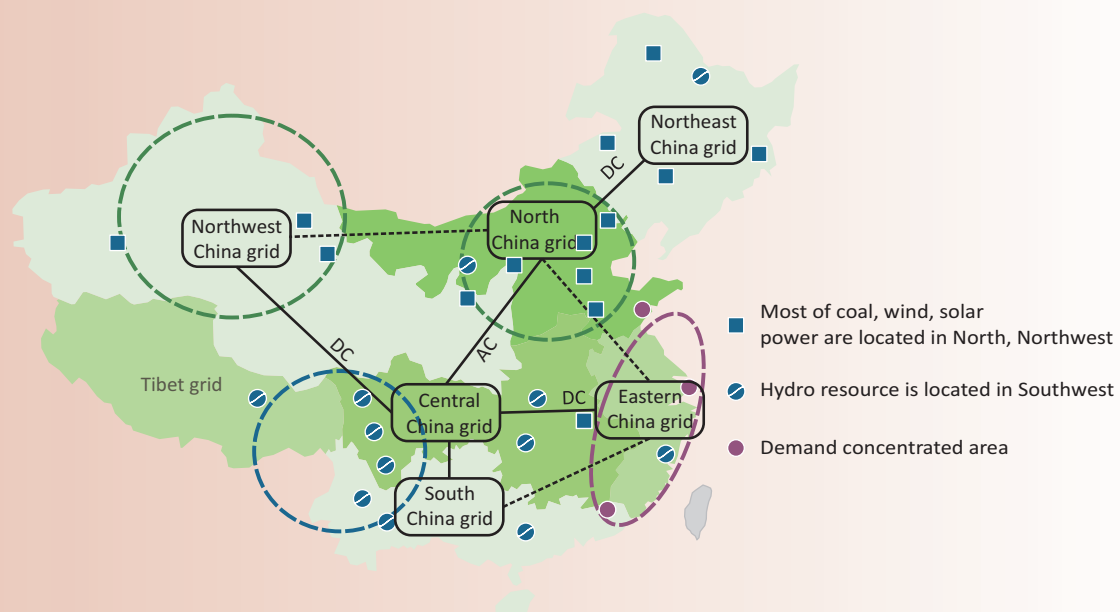 Northeast
China grid
DC
North
China grid
Northwest
China grid
DC
AC
Tibet grid
Central
China grid
DC
Eastern
China grid
South
China grid
Most of coal, wind, solar
power are located in North, Northwest
Hydro resource is located in Southwest
Demand concentrated area